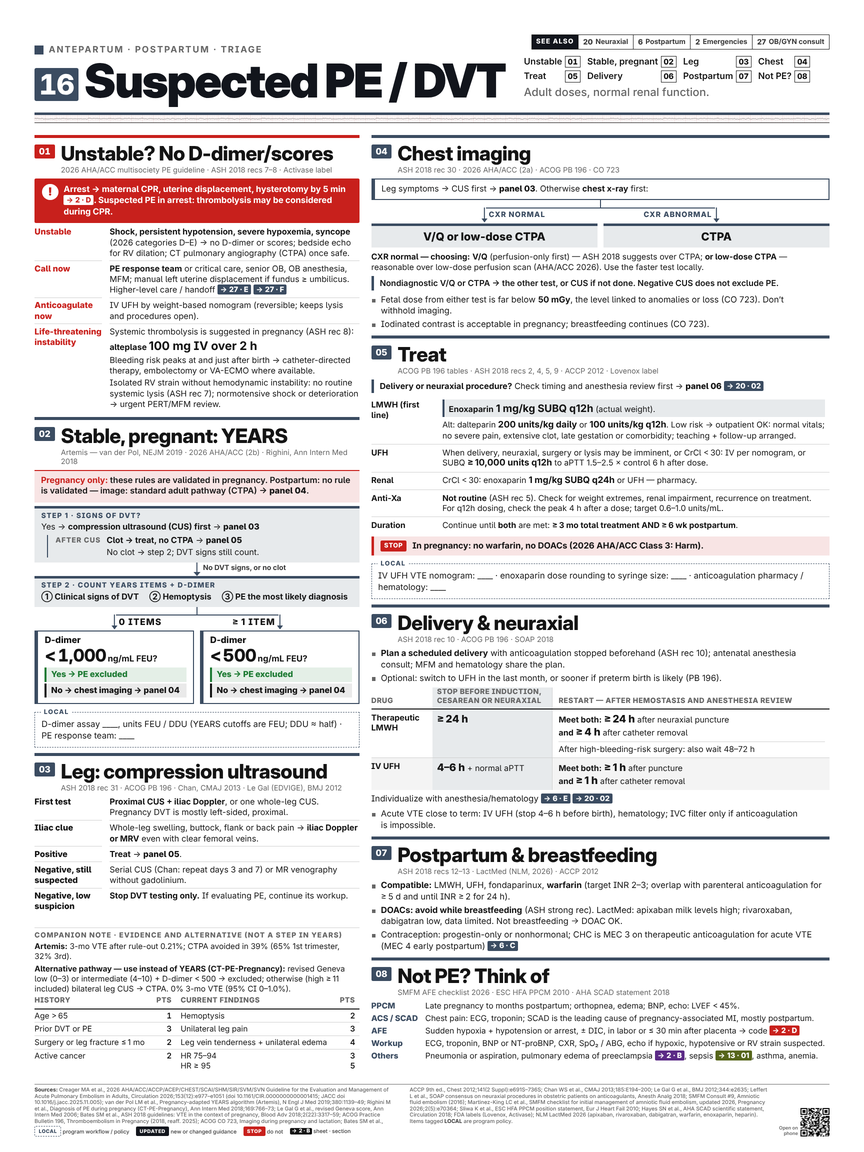 ANTEPARTUM · POSTPARTUM · TRIAGE
16 Suspected PE / DVT
SEE ALSO 20 Neuraxial 6 Postpartum 2 Emergencies 27 OB/GYN consult
Unstable 01 Stable, pregnant 02 Leg 03 Chest 04
Treat 05 Delivery 06 Postpartum 07 Not PE? 08
Adult doses, normal renal function.
01 Unstable? No D-dimer/scores
2026 AHA/ACC multisociety PE guideline · ASH 2018 recs 7–8 · Activase label
! Arrest → maternal CPR, uterine displacement, hysterotomy by 5 min
→ 2 · D . Suspected PE in arrest: thrombolysis may be considered
during CPR.
Unstable Shock, persistent hypotension, severe hypoxemia, syncope
(2026 categories D–E) → no D-dimer or scores; bedside echo
for RV dilation; CT pulmonary angiography (CTPA) once safe.
Call now PE response team or critical care, senior OB, OB anesthesia,
MFM; manual left uterine displacement if fundus ≥ umbilicus.
Higher-level care / handoff → 27 · E → 27 · F
Anticoagulate now IV UFH by weight-based nomogram (reversible; keeps lysis
and procedures open).
Life-threatening instability Systemic thrombolysis is suggested in pregnancy (ASH rec 8):
alteplase 100 mg IV over 2 h
Bleeding risk peaks at and just after birth → catheter-directed
therapy, embolectomy or VA-ECMO where available.
Isolated RV strain without hemodynamic instability: no routine
systemic lysis (ASH rec 7); normotensive shock or deterioration
→ urgent PERT/MFM review.
02 Stable, pregnant: YEARS
Artemis — van der Pol, NEJM 2019 · 2026 AHA/ACC (2b) · Righini, Ann Intern Med
2018
Pregnancy only: these rules are validated in pregnancy. Postpartum: no rule
is validated — image: standard adult pathway (CTPA) → panel 04.
STEP 1 · SIGNS OF DVT?
Yes → compression ultrasound (CUS) first → panel 03
AFTER CUS Clot → treat, no CTPA → panel 05
No clot → step 2; DVT signs still count.
No DVT signs, or no clot
STEP 2 · COUNT YEARS ITEMS + D-DIMER
① Clinical signs of DVT ② Hemoptysis ③ PE the most likely diagnosis
0 ITEMS ≥ 1 ITEM
D-dimer
< 1,000 ng/mL FEU?
Yes → PE excluded
No → chest imaging → panel 04
D-dimer
< 500 ng/mL FEU?
Yes → PE excluded
No → chest imaging → panel 04
LOCAL
D-dimer assay ____, units FEU / DDU (YEARS cutoffs are FEU; DDU ≈ half) ·
PE response team: ____
03 Leg: compression ultrasound
ASH 2018 rec 31 · ACOG PB 196 · Chan, CMAJ 2013 · Le Gal (EDVIGE), BMJ 2012
First test Proximal CUS + iliac Doppler, or one whole-leg CUS.
Pregnancy DVT is mostly left-sided, proximal.
Iliac clue Whole-leg swelling, buttock, flank or back pain → iliac Doppler
or MRV even with clear femoral veins.
Positive Treat → panel 05.
Negative, still suspected Serial CUS (Chan: repeat days 3 and 7) or MR venography
without gadolinium.
Negative, low suspicion Stop DVT testing only. If evaluating PE, continue its workup.
COMPANION NOTE · EVIDENCE AND ALTERNATIVE (NOT A STEP IN YEARS)
Artemis: 3-mo VTE after rule-out 0.21%; CTPA avoided in 39% (65% 1st trimester,
32% 3rd).
Alternative pathway — use instead of YEARS (CT-PE-Pregnancy): revised Geneva
low (0–3) or intermediate (4–10) + D-dimer < 500 → excluded; otherwise (high ≥ 11
included) bilateral leg CUS → CTPA. 0% 3-mo VTE (95% CI 0–1.0%).
HISTORY PTS CURRENT FINDINGS PTS
Age > 65 1 Hemoptysis 2
Prior DVT or PE 3 Unilateral leg pain 3
Surgery or leg fracture ≤ 1 mo 2 Leg vein tenderness + unilateral edema 4
Active cancer 2 HR 75–94 3
HR ≥ 95 5
04 Chest imaging
ASH 2018 rec 30 · 2026 AHA/ACC (2a) · ACOG PB 196 · CO 723
Leg symptoms → CUS first → panel 03. Otherwise chest x-ray first:
CXR NORMAL CXR ABNORMAL
V/Q or low-dose CTPA CTPA
CXR normal — choosing: V/Q (perfusion-only first) — ASH 2018 suggests over CTPA; or low-dose CTPA —
reasonable over low-dose perfusion scan (AHA/ACC 2026). Use the faster test locally.
Nondiagnostic V/Q or CTPA → the other test, or CUS if not done. Negative CUS does not exclude PE.
▪ Fetal dose from either test is far below 50 mGy, the level linked to anomalies or loss (CO 723). Don't
withhold imaging.
▪ Iodinated contrast is acceptable in pregnancy; breastfeeding continues (CO 723).
05 Treat
ACOG PB 196 tables · ASH 2018 recs 2, 4, 5, 9 · ACCP 2012 · Lovenox label
Delivery or neuraxial procedure? Check timing and anesthesia review first → panel 06 → 20 · 02
LMWH (first line) Enoxaparin 1 mg/kg SUBQ q12h (actual weight).
Alt: dalteparin 200 units/kg daily or 100 units/kg q12h. Low risk → outpatient OK: normal vitals;
no severe pain, extensive clot, late gestation or comorbidity; teaching + follow-up arranged.
UFH When delivery, neuraxial, surgery or lysis may be imminent, or CrCl < 30: IV per nomogram, or
SUBQ ≥ 10,000 units q12h to aPTT 1.5–2.5 × control 6 h after dose.
Renal CrCl < 30: enoxaparin 1 mg/kg SUBQ q24h or UFH — pharmacy.
Anti-Xa Not routine (ASH rec 5). Check for weight extremes, renal impairment, recurrence on treatment.
For q12h dosing, check the peak 4 h after a dose; target 0.6–1.0 units/mL.
Duration Continue until both are met: ≥ 3 mo total treatment AND ≥ 6 wk postpartum.
STOP In pregnancy: no warfarin, no DOACs (2026 AHA/ACC Class 3: Harm).
LOCAL
IV UFH VTE nomogram: ____ · enoxaparin dose rounding to syringe size: ____ · anticoagulation pharmacy /
hematology: ____
06 Delivery & neuraxial
ASH 2018 rec 10 · ACOG PB 196 · SOAP 2018
▪ Plan a scheduled delivery with anticoagulation stopped beforehand (ASH rec 10); antenatal anesthesia
consult; MFM and hematology share the plan.
▪ Optional: switch to UFH in the last month, or sooner if preterm birth is likely (PB 196).
DRUG STOP BEFORE INDUCTION, CESAREAN OR NEURAXIAL RESTART — AFTER HEMOSTASIS AND ANESTHESIA REVIEW
Therapeutic LMWH ≥ 24 h Meet both: ≥ 24 h after neuraxial puncture
and ≥ 4 h after catheter removal
After high-bleeding-risk surgery: also wait 48–72 h
IV UFH 4–6 h + normal aPTT Meet both: ≥ 1 h after puncture
and ≥ 1 h after catheter removal
Individualize with anesthesia/hematology → 6 · E → 20 · 02
▪ Acute VTE close to term: IV UFH (stop 4–6 h before birth), hematology; IVC filter only if anticoagulation
is impossible.
07 Postpartum & breastfeeding
ASH 2018 recs 12–13 · LactMed (NLM, 2026) · ACCP 2012
▪ Compatible: LMWH, UFH, fondaparinux, warfarin (target INR 2–3; overlap with parenteral anticoagulation for
≥ 5 d and until INR ≥ 2 for 24 h).
▪ DOACs: avoid while breastfeeding (ASH strong rec). LactMed: apixaban milk levels high; rivaroxaban,
dabigatran low, data limited. Not breastfeeding → DOAC OK.
▪ Contraception: progestin-only or nonhormonal; CHC is MEC 3 on therapeutic anticoagulation for acute VTE
(MEC 4 early postpartum) → 6 · C
08 Not PE? Think of
SMFM AFE checklist 2026 · ESC HFA PPCM 2010 · AHA SCAD statement 2018
PPCM Late pregnancy to months postpartum; orthopnea, edema; BNP, echo: LVEF < 45%.
ACS / SCAD Chest pain: ECG, troponin; SCAD is the leading cause of pregnancy-associated MI, mostly postpartum.
AFE Sudden hypoxia + hypotension or arrest, ± DIC, in labor or ≤ 30 min after placenta → code → 2 · D
Workup ECG, troponin, BNP or NT-proBNP, CXR, SpO₂ / ABG, echo if hypoxic, hypotensive or RV strain suspected.
Others Pneumonia or aspiration, pulmonary edema of preeclampsia → 2 · B , sepsis → 13 · 01 , asthma, anemia.
LOCAL program workflow / policy UPDATED new or changed guidance STOP do not → 2 · B sheet · section
Items tagged LOCAL are program policy.
Open on
phone